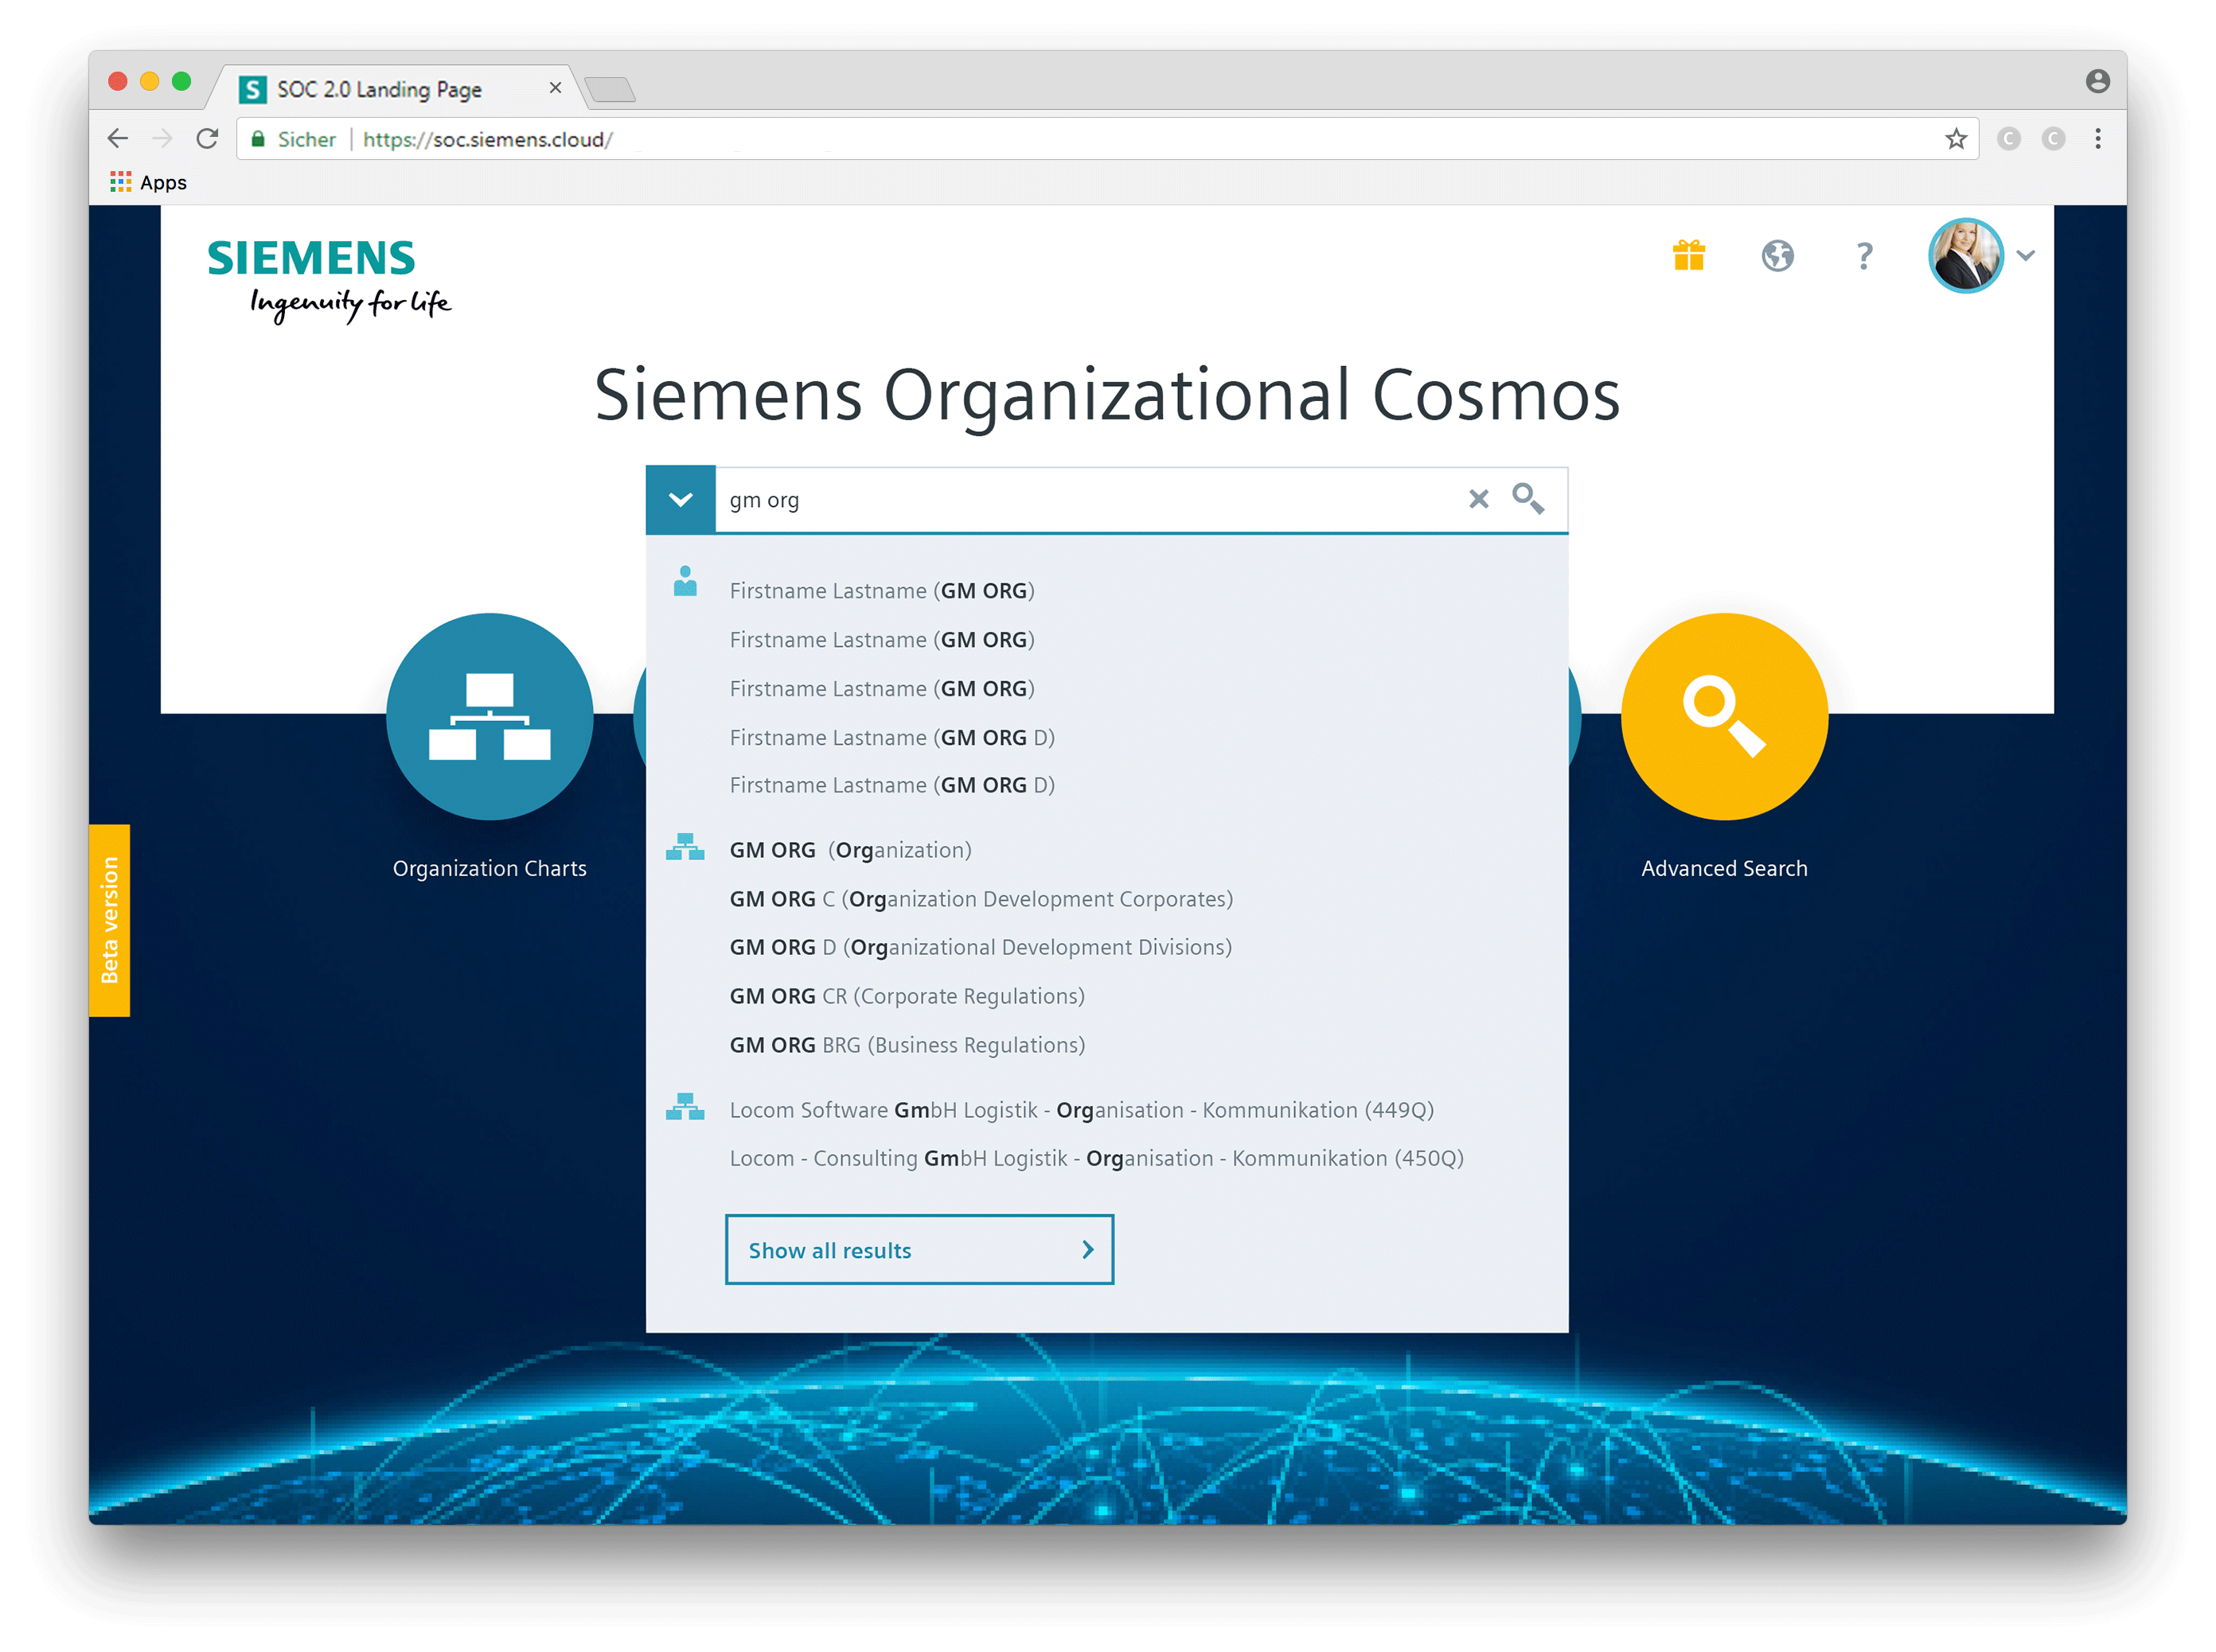 S SOC 2.0 Landing Page
Sicher https://soc.siemens.cloud/
C C
Apps
SIEMENS
Ingenuity for life
?
Siemens Organizational Cosmos
gm org
Firstname Lastname (GM ORG)
Firstname Lastname (GM ORG)
Firstname Lastname (GM ORG)
Firstname Lastname (GM ORG D)
Firstname Lastname (GM ORG D)
GM ORG (Organization)
GM ORG C (Organization Development Corporates)
GM ORG D (Organizational Development Divisions)
GM ORG CR (Corporate Regulations)
GM ORG BRG (Business Regulations)
Locom Software GmbH Logistik - Organisation - Kommunikation (449Q)
Locom - Consulting GmbH Logistik - Organisation - Kommunikation (450Q)
Show all results
Organization Charts
Advanced Search
Beta version